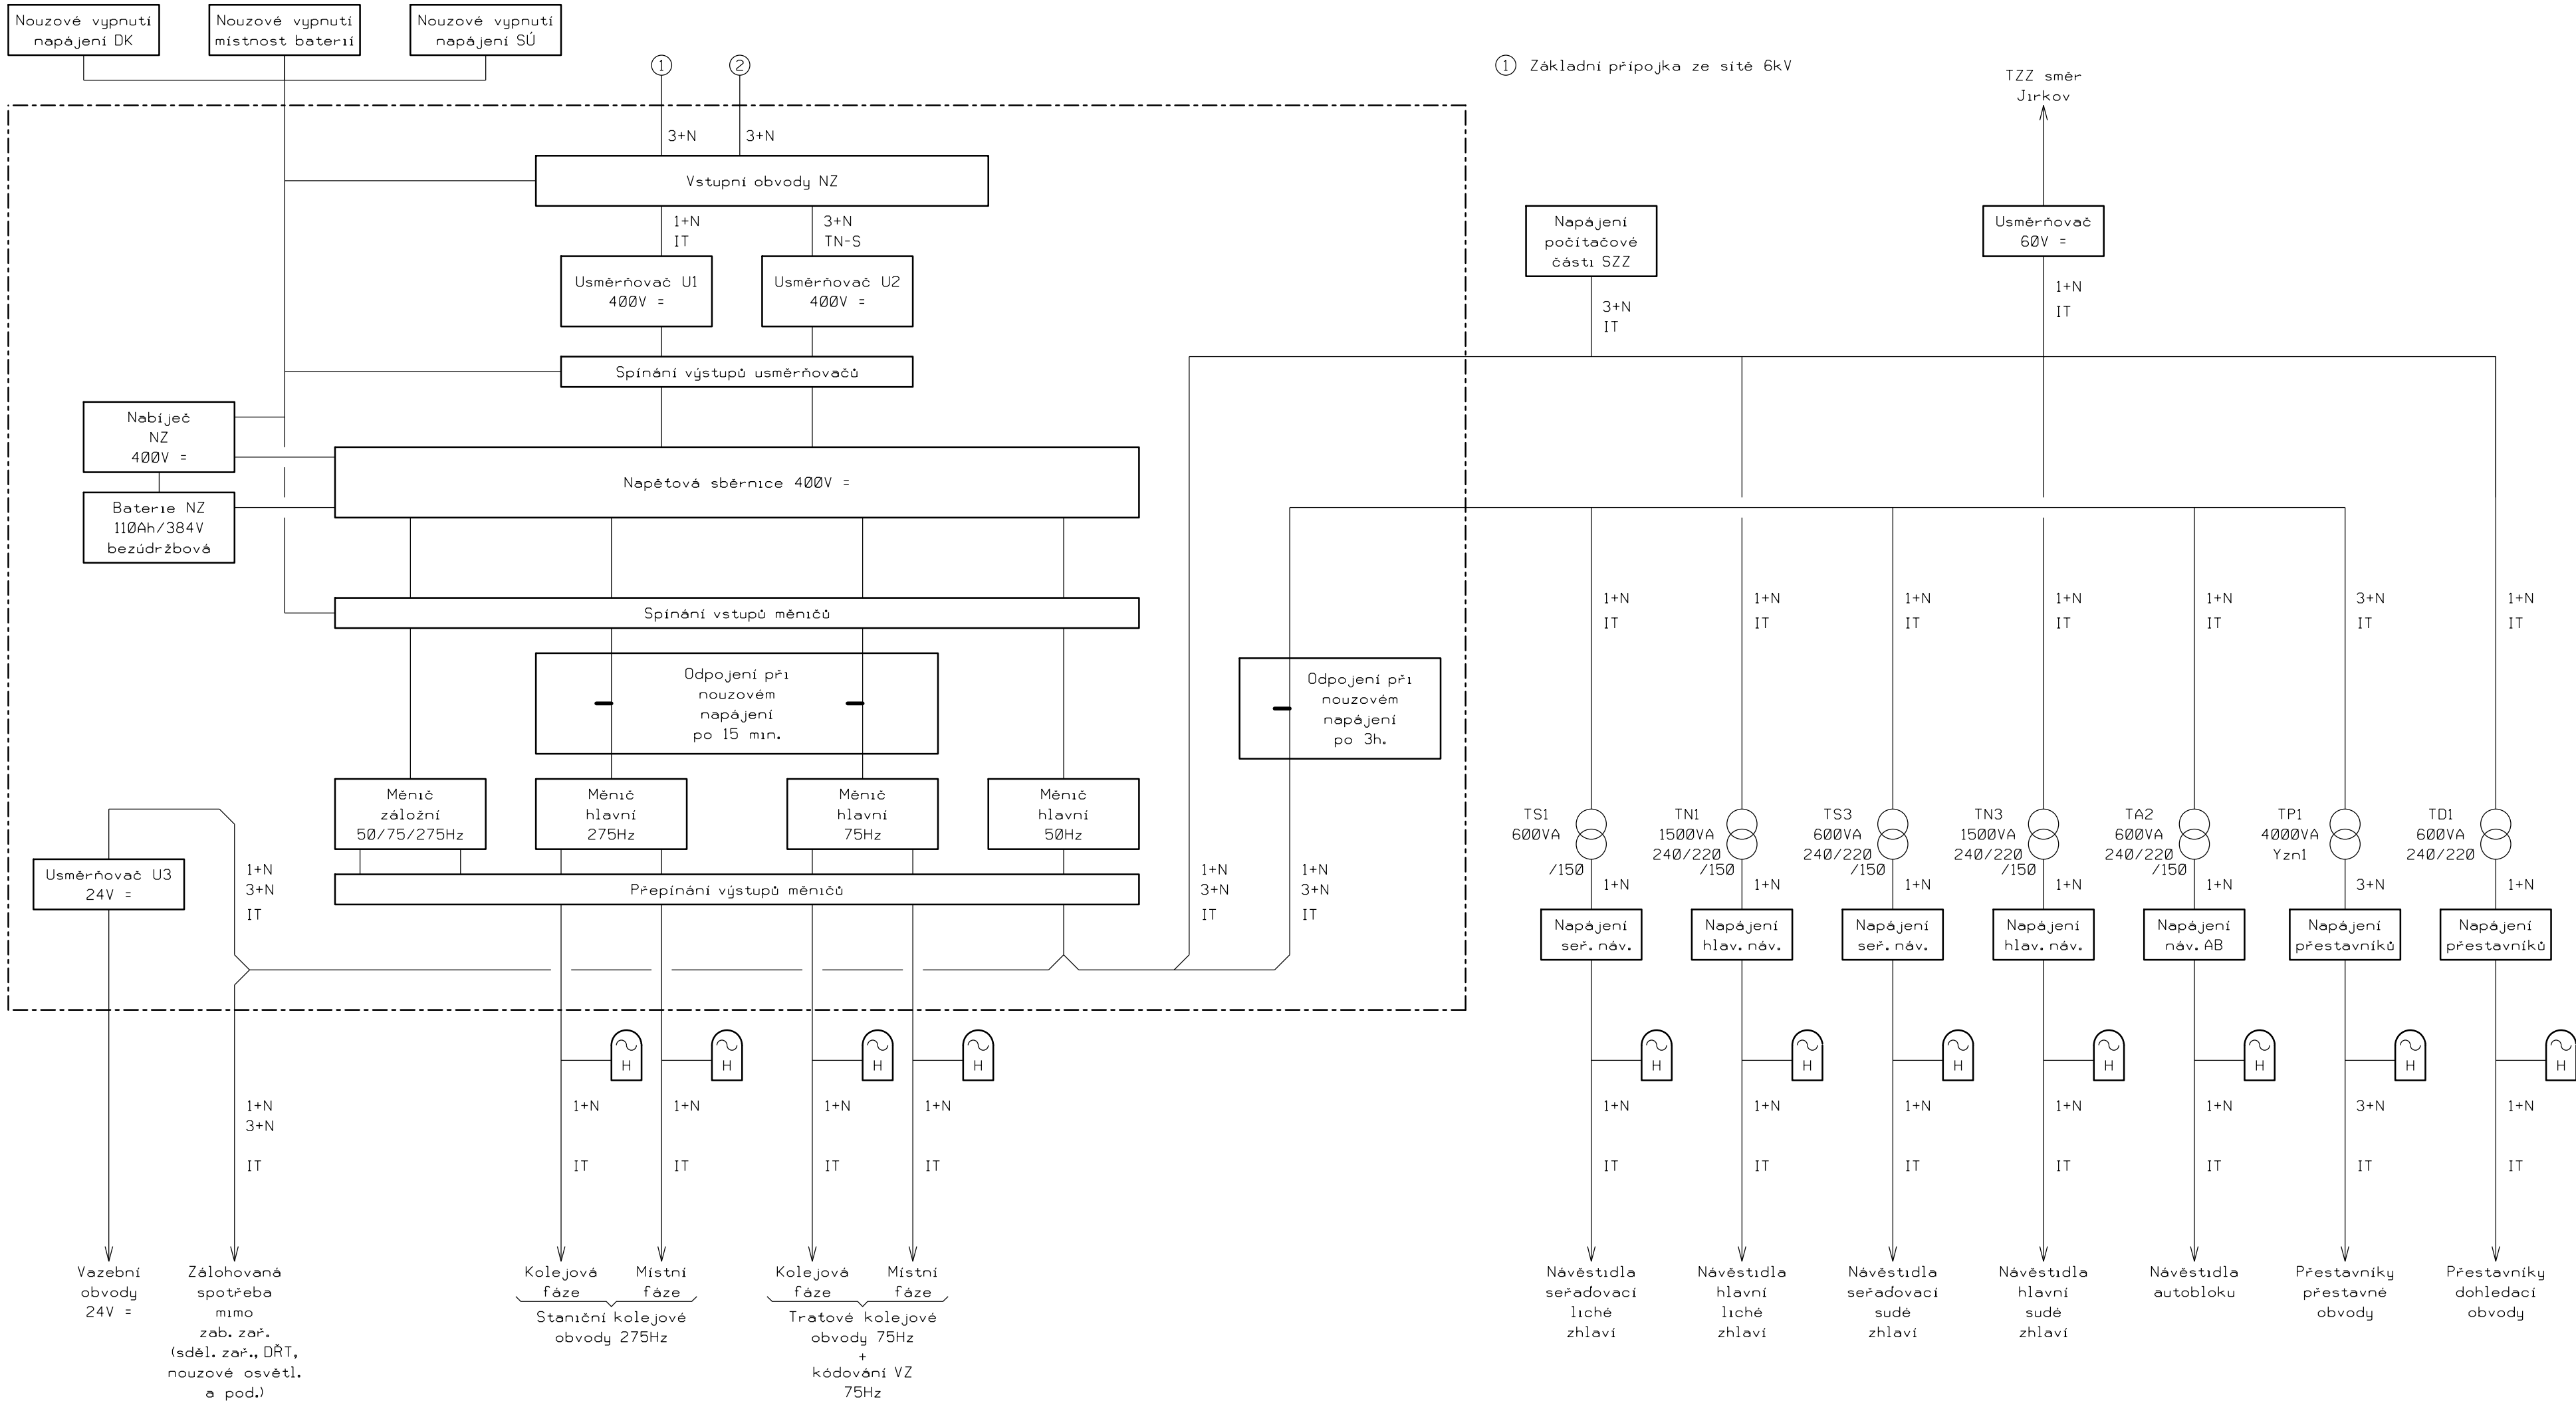 Nouzové vypnutí
napájení DK
Nouzové vypnutí
místnost baterií
Nouzové vypnutí
napájení SÚ
1
2
1 Základní přípojka ze sítě 6kV
TZZ směr
Jirkov
3+N
3+N
Vstupní obvody NZ
1+N
IT
3+N
TN-S
Napájení
počítačové
části SZZ
Usměrňovač
60V =
Usměrňovač U1
400V =
Usměrňovač U2
400V =
3+N
IT
1+N
IT
Spínání výstupů usměrňovačů
Nabíječ
NZ
400V =
Napěťová sběrnice 400V =
Baterie NZ
110Ah/384V
bezúdržbová
Spínání vstupů měničů
1+N
IT
1+N
IT
1+N
IT
1+N
IT
1+N
IT
3+N
IT
1+N
IT
Odpojení při
nouzovém
napájení
po 15 min.
Odpojení při
nouzovém
napájení
po 3h.
Měnič
záložní
50/75/275Hz
Měnič
hlavní
275Hz
Měnič
hlavní
75Hz
Měnič
hlavní
50Hz
TS1
600VA
/150
TN1
1500VA
240/220
/150
TS3
600VA
240/220
/150
TN3
1500VA
240/220
/150
TA2
600VA
240/220
/150
TP1
4000VA
Yzn1
TD1
600VA
240/220
Usměrňovač U3
24V =
1+N
3+N
IT
Přepínání výstupů měničů
1+N
3+N
IT
1+N
3+N
IT
1+N
1+N
1+N
1+N
1+N
3+N
1+N
Napájení
seř. náv.
Napájení
hlav. náv.
Napájení
seř. náv.
Napájení
hlav. náv.
Napájení
náv. AB
Napájení
přestavníků
Napájení
přestavníků
H
H
H
H
H
H
H
H
H
H
H
1+N
3+N
IT
1+N
IT
1+N
IT
1+N
IT
1+N
IT
1+N
IT
1+N
IT
1+N
IT
1+N
IT
1+N
IT
3+N
IT
1+N
IT
Vazební
obvody
24V =
Zálohovaná
spotřeba
mimo
zab. zař.
(sděl. zař., DŘT,
nouzové osvětl.
a pod.)
Kolejová
fáze
Místní
fáze
Staniční kolejové
obvody 275Hz
Kolejová
fáze
Místní
fáze
Traťové kolejové
obvody 75Hz
+
kódování VZ
75Hz
Návěstidla
seřaďovací
liché
zhlaví
Návěstidla
hlavní
liché
zhlaví
Návěstidla
seřaďovací
sudé
zhlaví
Návěstidla
hlavní
sudé
zhlaví
Návěstidla
autobloku
Přestavníky
přestavné
obvody
Přestavníky
dohledací
obvody